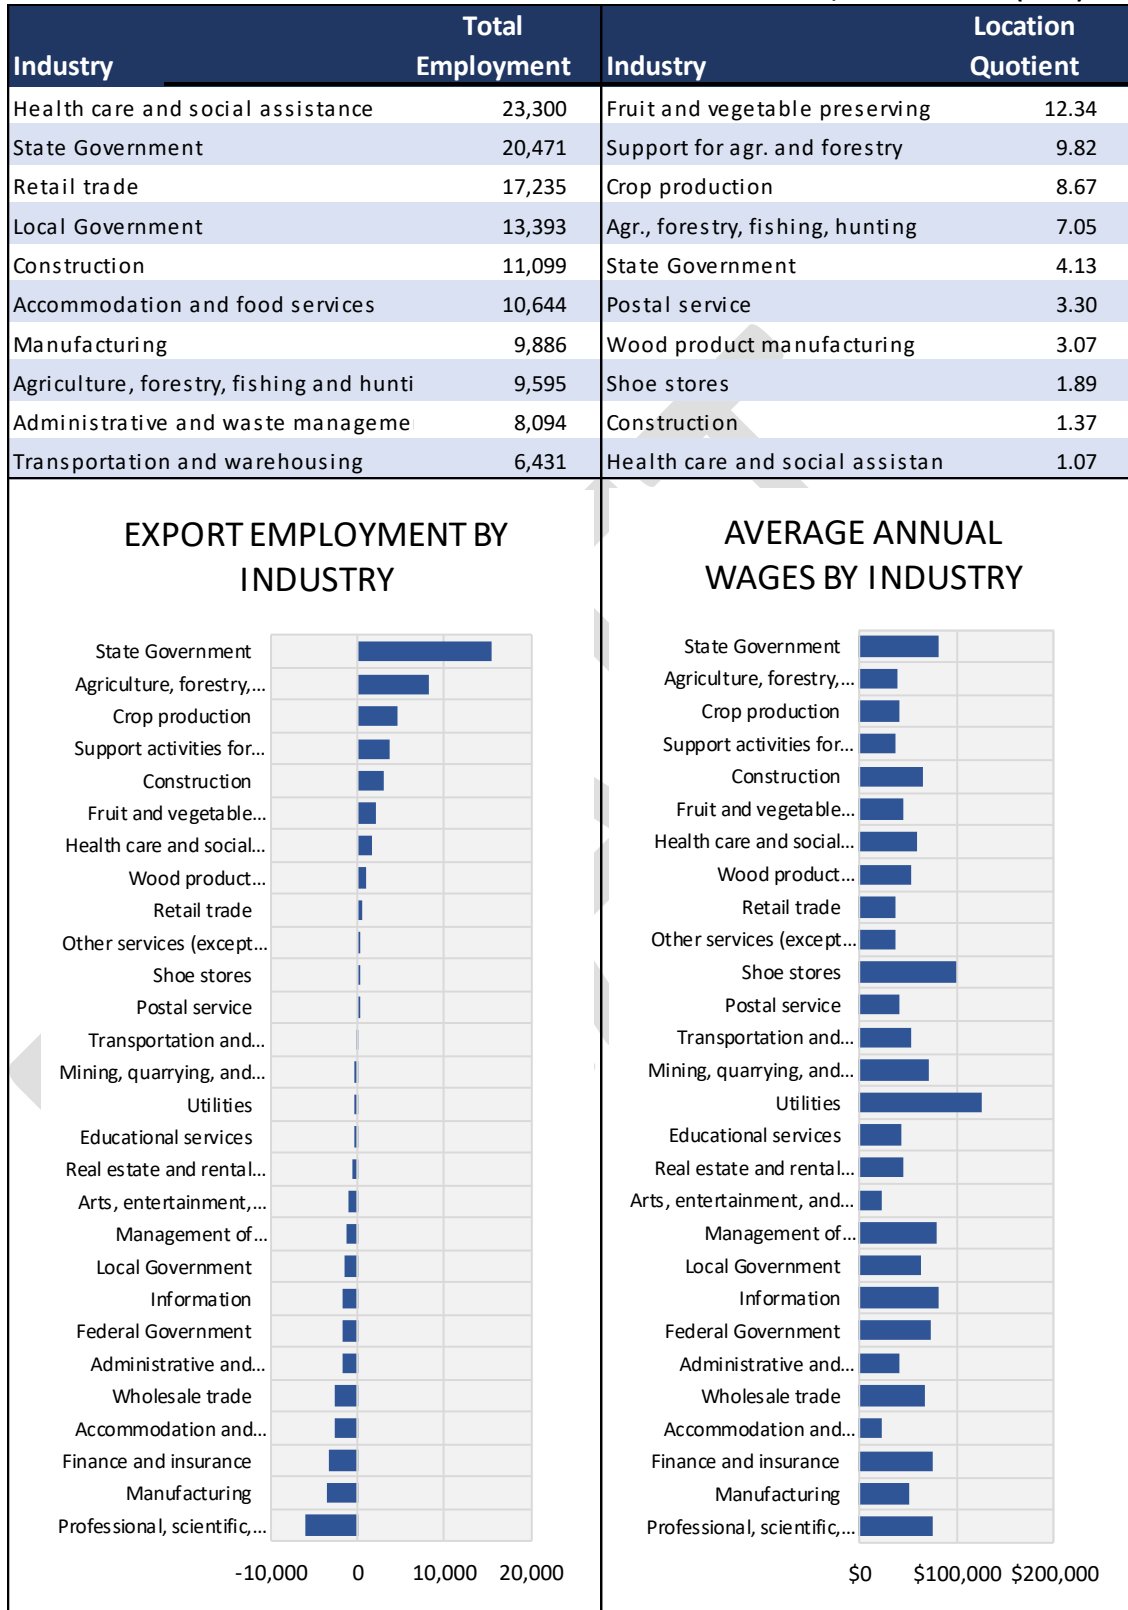 Total
Employment
Industry
Health care and social assistance 23,300
State Government 20,471
Retail trade 17,235
Local Government 13,393
Construction 11,099
Accommodation and food services 10,644
Manufacturing 9,886
Agriculture, forestry, fishing and hunti 9,595
Administrative and waste manageme 8,094
Transportation and warehousing 6,431
Location
Quotient
Industry
Fruit and vegetable preserving 12.34
Support for agr. and forestry 9.82
Crop production 8.67
Agr., forestry, fishing, hunting 7.05
State Government 4.13
Postal service 3.30
Wood product manufacturing 3.07
Shoe stores 1.89
Construction 1.37
Health care and social assistan 1.07
EXPORT EMPLOYMENT BY
INDUSTRY
State Government
Agriculture, forestry,...
Crop production
Support activities for...
Construction
Fruit and vegetable...
Health care and social...
Wood product...
Retail trade
Other services (except...
Shoe stores
Postal service
Transportation and...
Mining, quarrying, and...
Utilities
Educational services
Real estate and rental...
Arts, entertainment,...
Management of...
Local Government
Information
Federal Government
Administrative and...
Wholesale trade
Accommodation and...
Finance and insurance
Manufacturing
Professional, scientific,...
-10,000 0 10,000 20,000
AVERAGE ANNUAL
WAGES BY INDUSTRY
State Government
Agriculture, forestry,...
Crop production
Support activities for...
Construction
Fruit and vegetable...
Health care and social...
Wood product...
Retail trade
Other services (except...
Shoe stores
Postal service
Transportation and...
Mining, quarrying, and...
Utilities
Educational services
Real estate and rental...
Arts, entertainment, and...
Management of...
Local Government
Information
Federal Government
Administrative and...
Wholesale trade
Accommodation and...
Finance and insurance
Manufacturing
Professional, scientific,...
$0 $100,000 $200,000